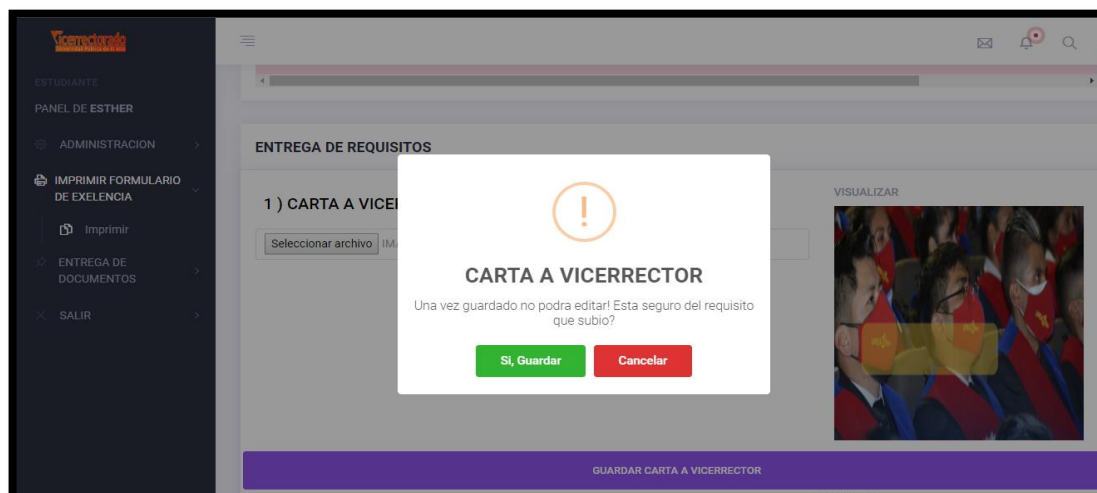 Vicerrectorado
ESTUDIANTE
PANEL DE ESTHER
ADMINISTRACION
IMPRIMIR FORMULARIO
DE EXELENCIA
Imprimir
ENTREGA DE
DOCUMENTOS
SALIR
ENTREGA DE REQUISITOS
1 ) CARTA A VICE
Seleccionar archivo
VISUALIZAR
CARTA A VICERRECTOR
Una vez guardado no podra editar! Esta seguro del requisito
que subio?
Si, Guardar
Cancelar
GUARDAR CARTA A VICERRECTOR